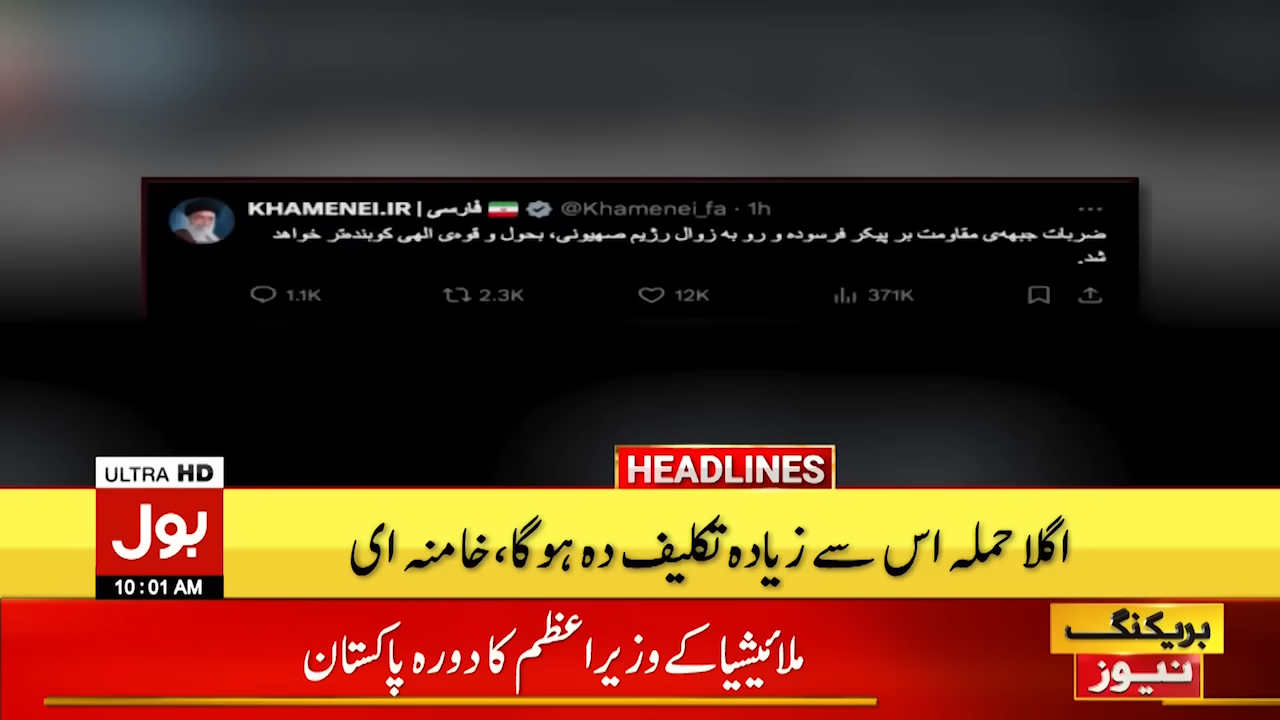 KHAMENEI.IR | فارسی @Khamenei_fa · 1h
ضربات جبهه‌ی مقاومت بر پیکر فرسوده و رو به زوال رژیم صهیونی، بحول و قوه‌ی الهی کوبنده‌تر خواهد
شد.
1.1K 2.3K 12K 371K
HEADLINES
ULTRA HD
بول
10:01 AM
اگلا حملہ اس سے زیادہ تکلیف دہ ہوگا، خامنہ ای
ملائیشیا کے وزیراعظم کا دورہ پاکستان
بریکنگ
نیوز